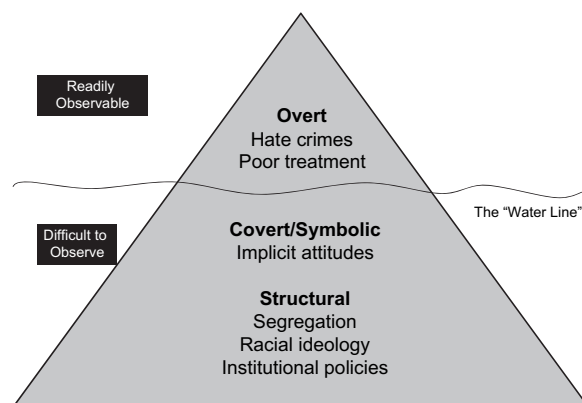 Readily
Observable
Overt
Hate crimes
Poor treatment
The “Water Line”
Difficult to
Observe
Covert/Symbolic
Implicit attitudes
Structural
Segregation
Racial ideology
Institutional policies